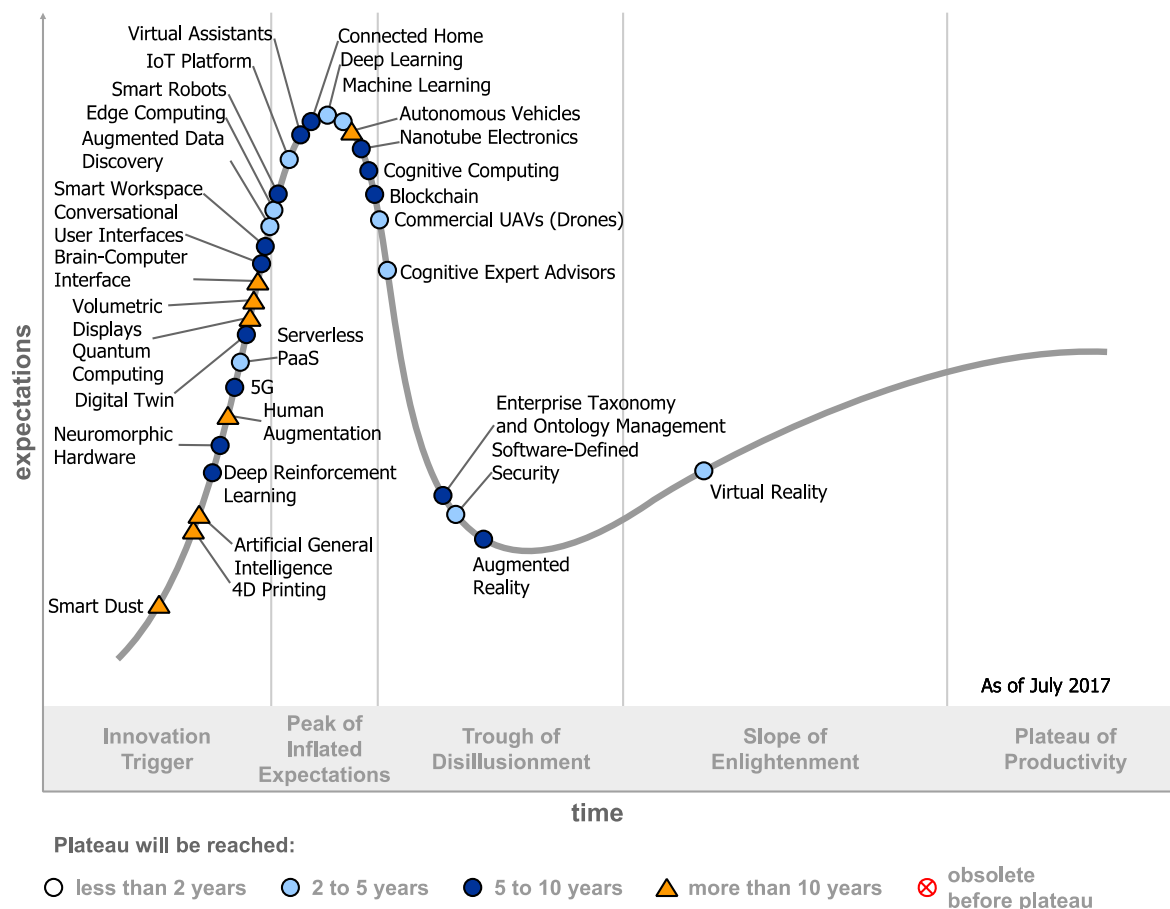 expectations
Virtual Assistants
IoT Platform
Smart Robots
Edge Computing
Augmented Data
Discovery
Smart Workspace
Conversational
User Interfaces
Brain-Computer
Interface
Volumetric
Displays
Quantum
Computing
Digital Twin
Neuromorphic
Hardware
Smart Dust
Connected Home
Deep Learning
Machine Learning
Autonomous Vehicles
Nanotube Electronics
Cognitive Computing
Blockchain
Commercial UAVs (Drones)
Cognitive Expert Advisors
Serverless
PaaS
5G
Human
Augmentation
Deep Reinforcement
Learning
Artificial General
Intelligence
4D Printing
Enterprise Taxonomy
and Ontology Management
Software-Defined
Security
Augmented
Reality
Virtual Reality
As of July 2017
Innovation
Trigger
Peak of
Inflated
Expectations
Trough of
Disillusionment
Slope of
Enlightenment
Plateau of
Productivity
time
Plateau will be reached:
less than 2 years
2 to 5 years
5 to 10 years
more than 10 years
obsolete
before plateau